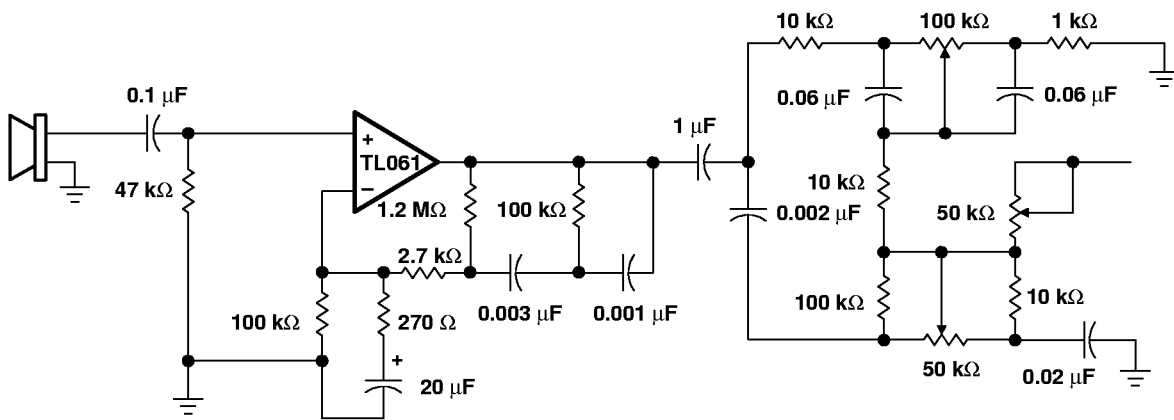 10 kΩ
100 kΩ
1 kΩ
0.1 µF
0.06 µF
0.06 µF
1 µF
+
TL061
−
47 kΩ
1.2 MΩ
100 kΩ
10 kΩ
0.002 µF
50 kΩ
2.7 kΩ
0.003 µF
0.001 µF
100 kΩ
270 Ω
100 kΩ
10 kΩ
+
20 µF
50 kΩ
0.02 µF